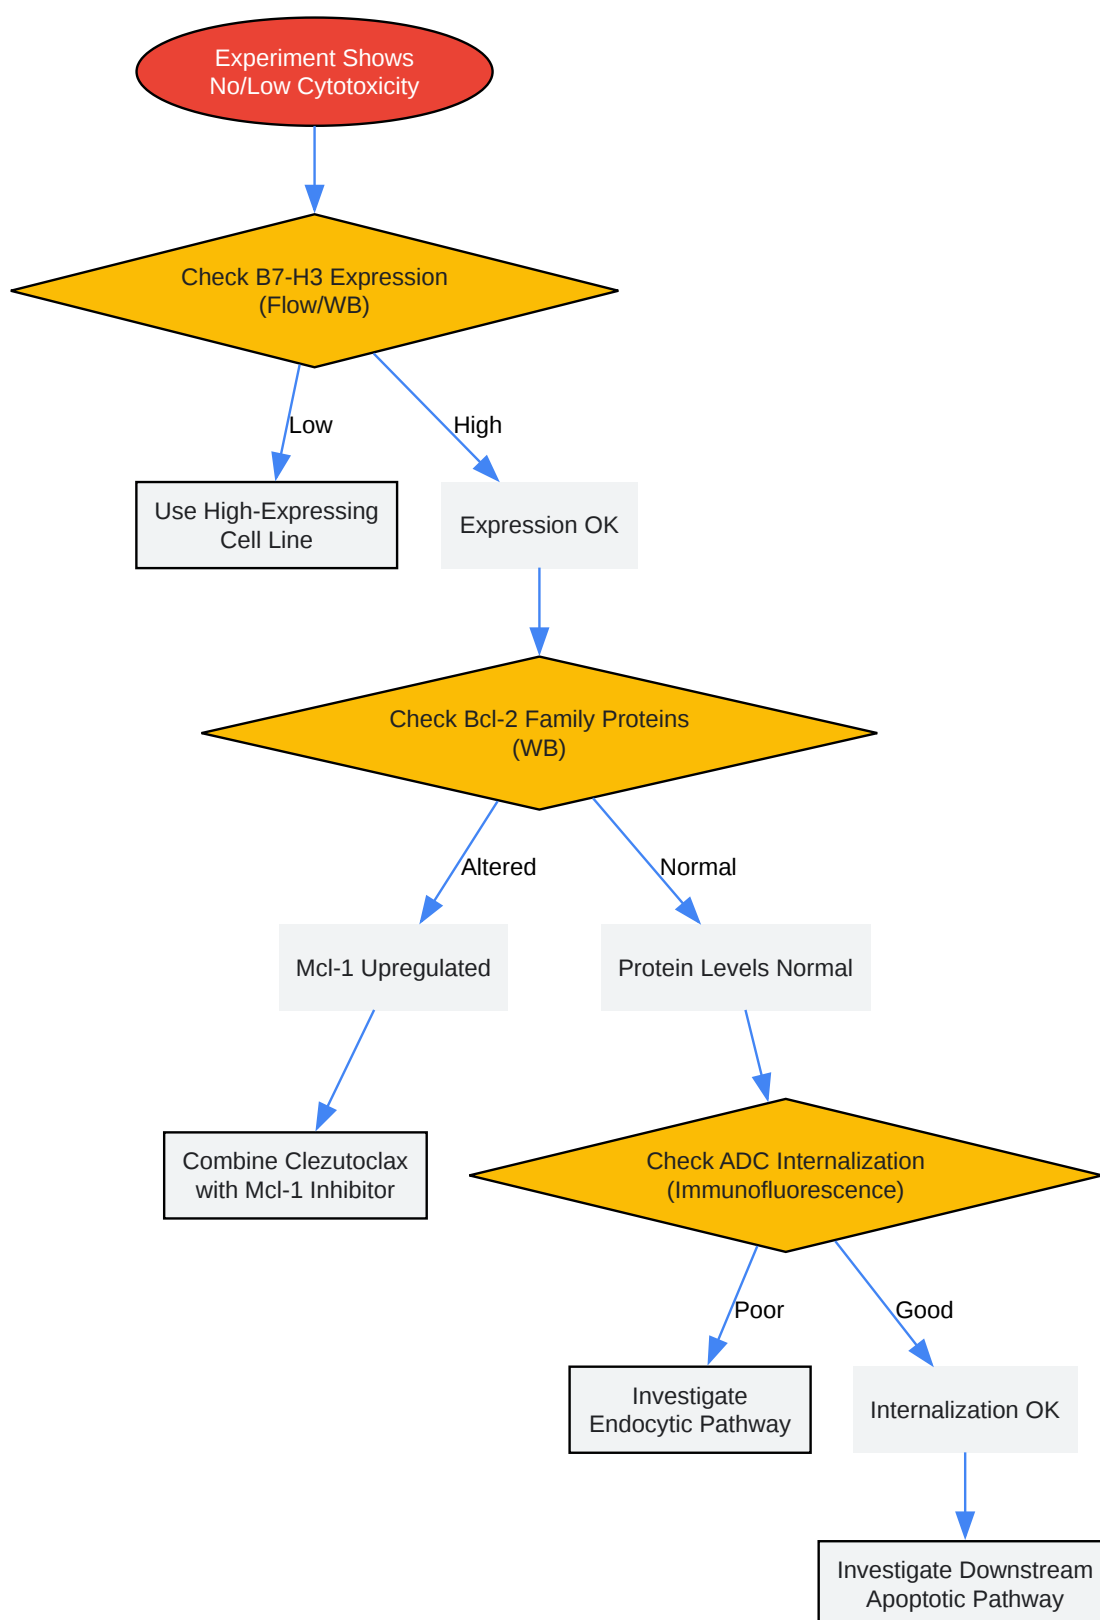 Experiment Shows
No/Low Cytotoxicity
Check B7-H3 Expression
(Flow/WB)
Low
High
Use High-Expressing
Cell Line
Expression OK
Check Bcl-2 Family Proteins
(WB)
Altered
Normal
Mcl-1 Upregulated
Protein Levels Normal
Combine Clezutoclax
with Mcl-1 Inhibitor
Check ADC Internalization
(Immunofluorescence)
Poor
Good
Investigate
Endocytic Pathway
Internalization OK
Investigate Downstream
Apoptotic Pathway